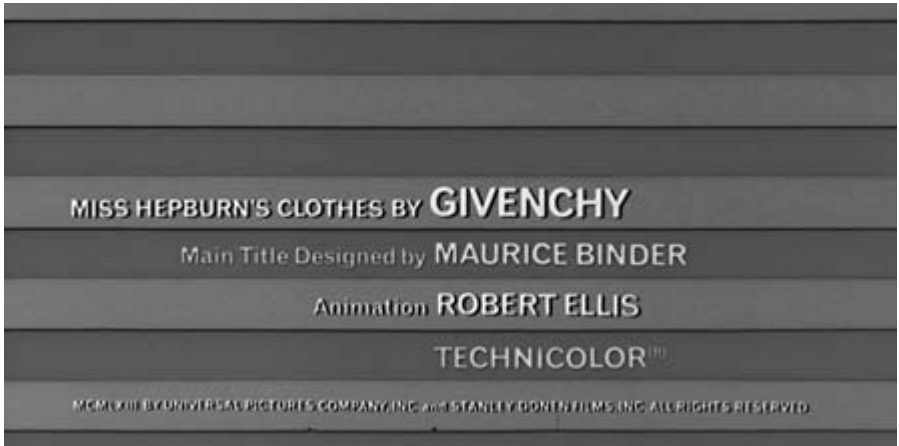 MISS HEPBURN'S CLOTHES BY GIVENCHY
Main Title Designed by MAURICE BINDER
Animation ROBERT ELLIS
TECHNICOLOR(R)
MCMLXIII BY UNIVERSAL PICTURES COMPANY, INC. and STANLEY DONEN FILMS, INC. ALL RIGHTS RESERVED